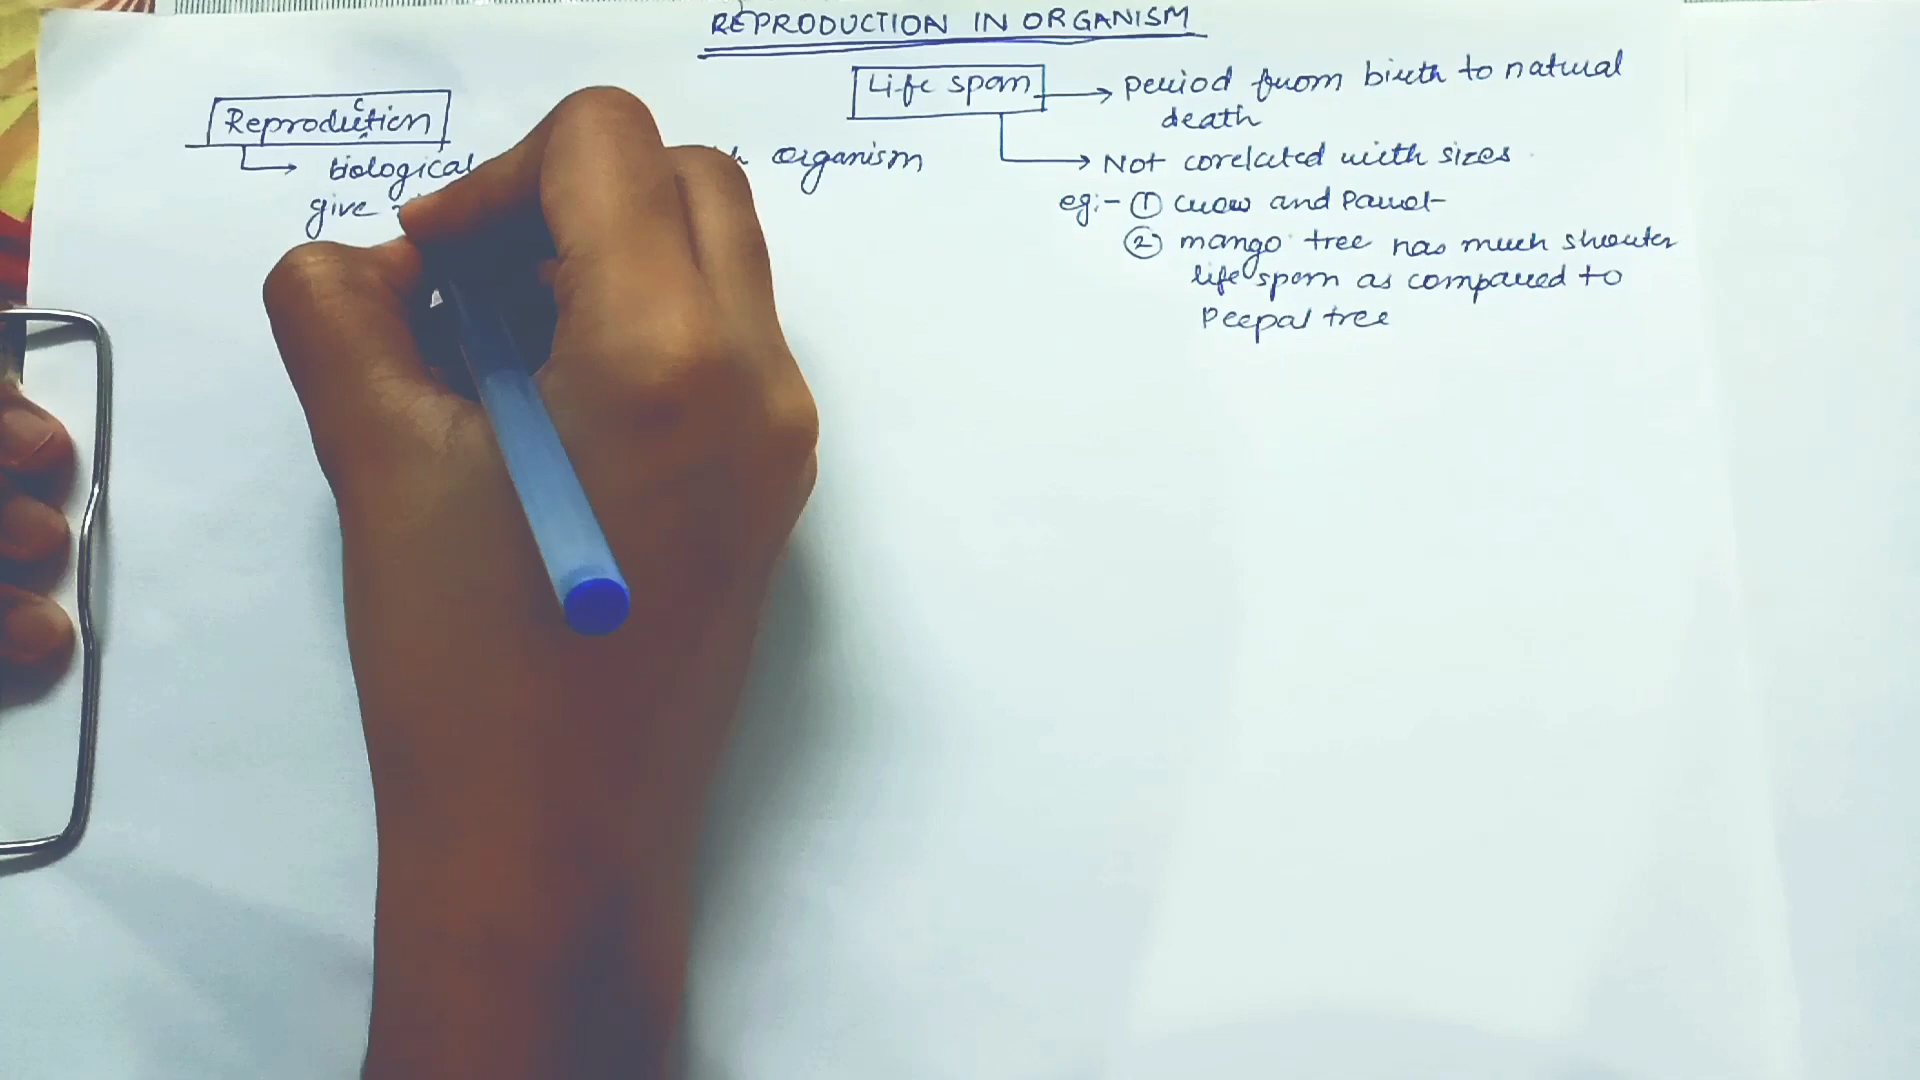 REPRODUCTION IN ORGANISM
Reproduction
biological organism
give
Life span → period from birth to natural
death
→ Not corelated with sizes
eg:- ① crow and Parrot
② mango tree has much shorter
life span as compared to
Peepal tree